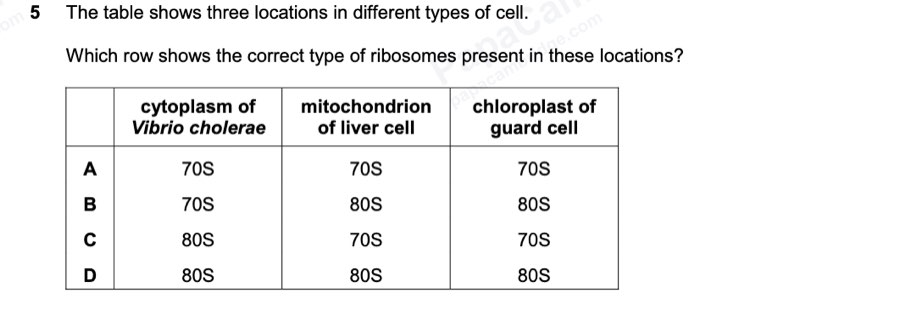 5 The table shows three locations in different types of cell.
Which row shows the correct type of ribosomes present in these locations?
cytoplasm of Vibrio cholerae | mitochondrion of liver cell | chloroplast of guard cell
A 70S 70S 70S
B 70S 80S 80S
C 80S 70S 70S
D 80S 80S 80S